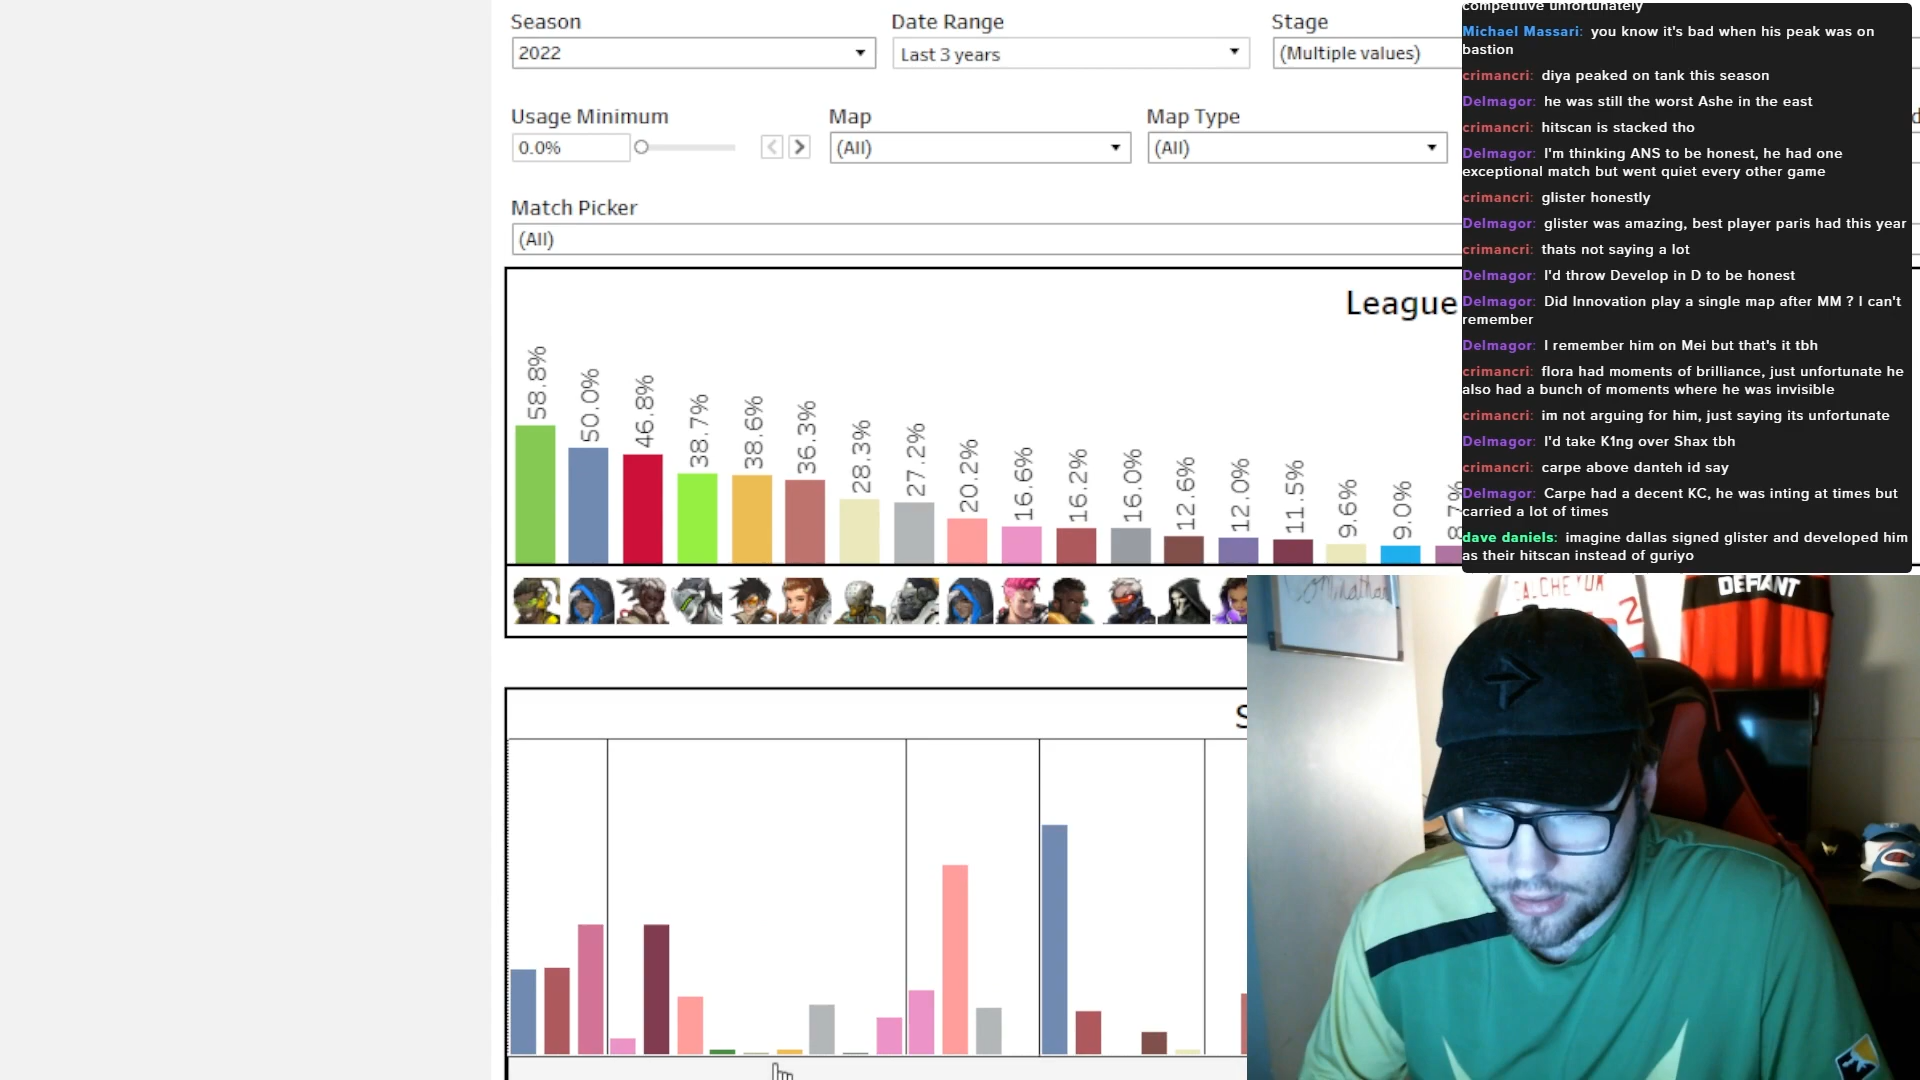 Season
Date Range
Stage
2022
Last 3 years
(Multiple values)
Usage Minimum
Map
Map Type
0.0%
(All)
(All)
Match Picker
(All)
League
58.8%
50.0%
46.8%
38.7%
38.6%
36.3%
28.3%
27.2%
20.2%
16.6%
16.2%
16.0%
12.6%
12.0%
11.5%
9.6%
9.0%
8.7%
competitive unfortunately
Michael Massari: you know it's bad when his peak was on
bastion
crimancri: diya peaked on tank this season
Delmagor: he was still the worst Ashe in the east
crimancri: hitscan is stacked tho
Delmagor: I'm thinking ANS to be honest, he had one
exceptional match but went quiet every other game
crimancri: glister honestly
Delmagor: glister was amazing, best player paris had this year
crimancri: thats not saying a lot
Delmagor: I'd throw Develop in D to be honest
Delmagor: Did Innovation play a single map after MM ? I can't
remember
Delmagor: I remember him on Mei but that's it tbh
crimancri: flora had moments of brilliance, just unfortunate he
also had a bunch of moments where he was invisible
crimancri: im not arguing for him, just saying its unfortunate
Delmagor: I'd take K1ng over Shax tbh
crimancri: carpe above danteh id say
Delmagor: Carpe had a decent KC, he was inting at times but
carried a lot of times
dave daniels: imagine dallas signed glister and developed him
as their hitscan instead of guriyo
DEFIANT
2